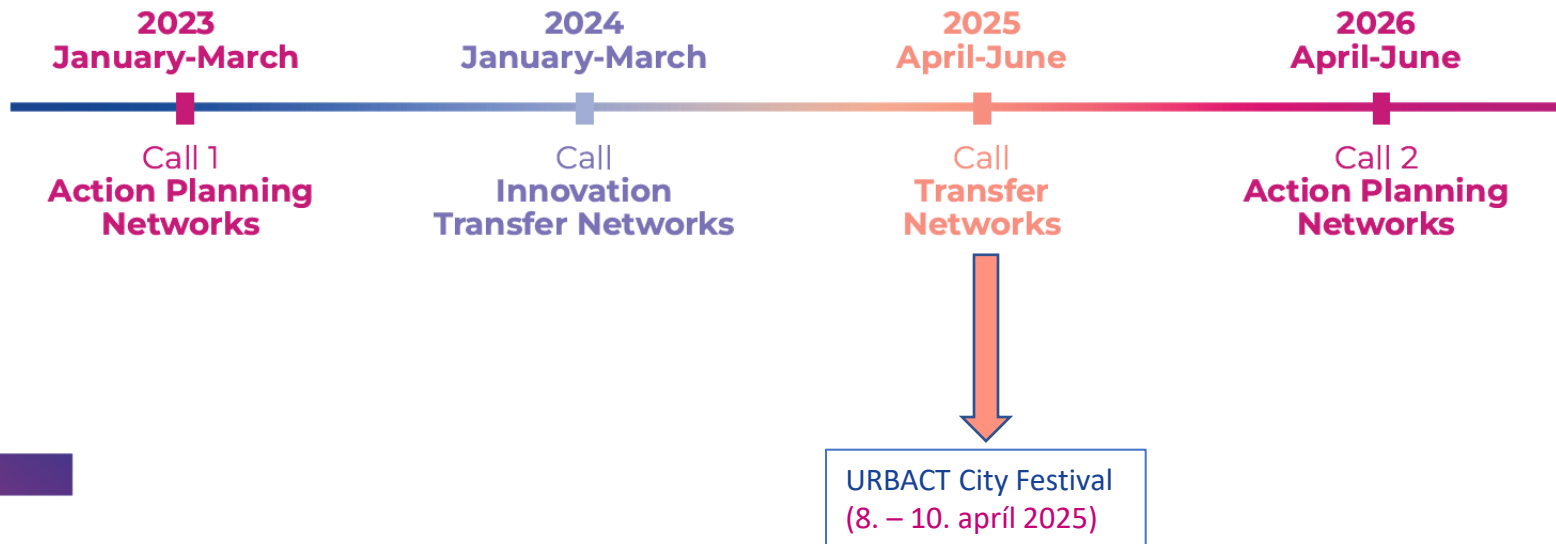 2023
January-March
2024
January-March
2025
April-June
2026
April-June
Call 1
Action Planning
Networks
Call
Innovation
Transfer Networks
Call
Transfer
Networks
Call 2
Action Planning
Networks
URBACT City Festival
(8. – 10. apríl 2025)